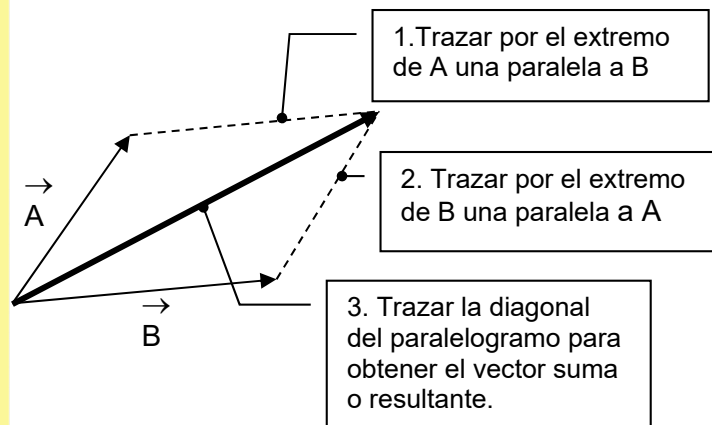 1.Trazar por el extremo
de A una paralela a B
A
2. Trazar por el extremo
de B una paralela a A
B
3. Trazar la diagonal
del paralelogramo para
obtener el vector suma
o resultante.